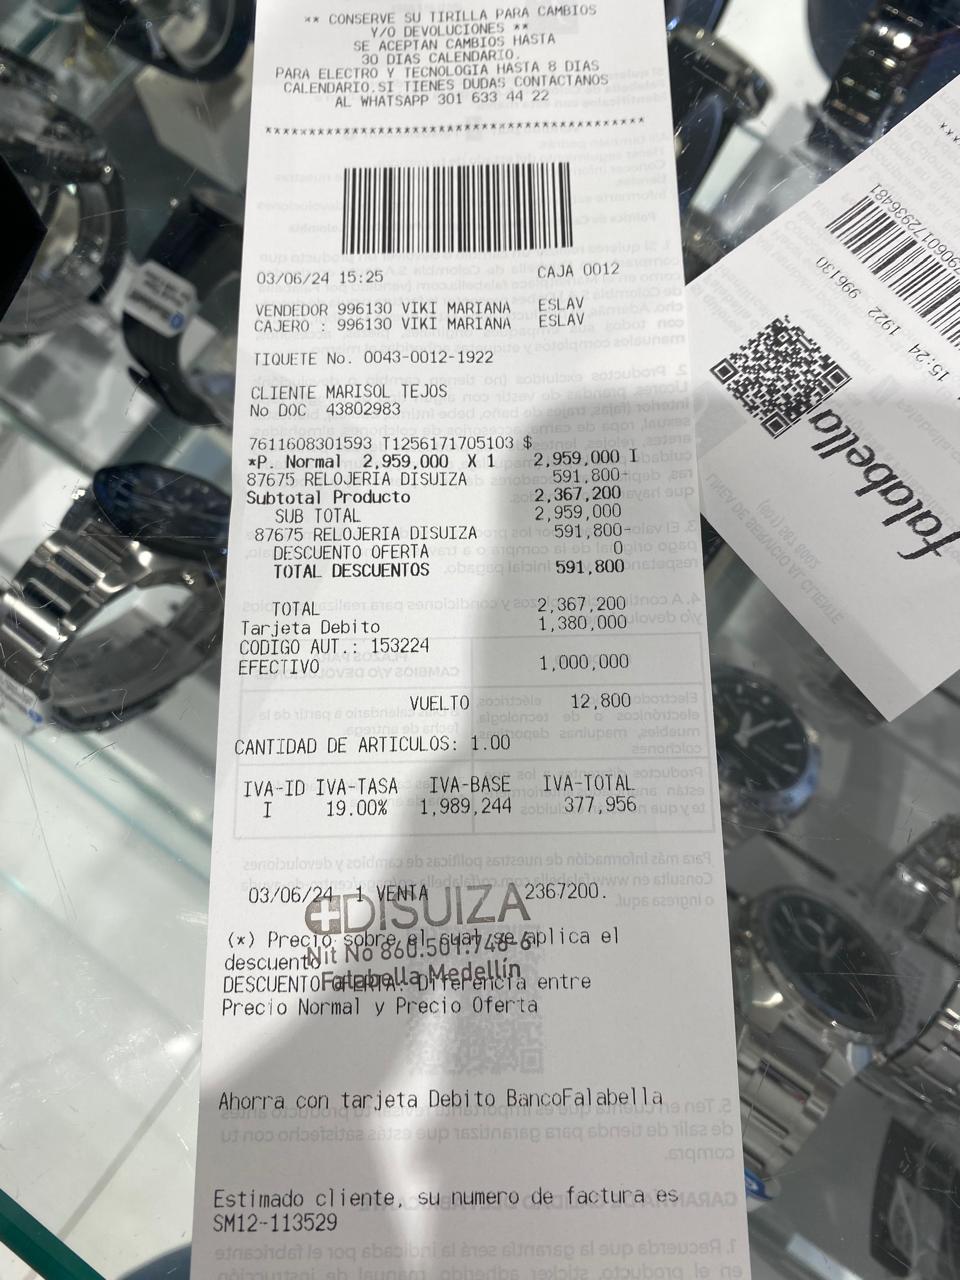 ** CONSERVE SU TIRILLA PARA CAMBIOS
Y/O DEVOLUCIONES **
SE ACEPTAN CAMBIOS HASTA
30 DIAS CALENDARIO.
PARA ELECTRO Y TECNOLOGIA HASTA 8 DIAS
CALENDARIO.SI TIENES DUDAS CONTACTANOS
AL WHATSAPP 301 633 44 22
03/06/24 15:25 CAJA 0012
VENDEDOR 996130 VIKI MARIANA ESLAV
CAJERO : 996130 VIKI MARIANA ESLAV
TIQUETE No. 0043-0012-1922
CLIENTE MARISOL TEJOS
No DOC 43802983
7611608301593 T1256171705103 $
*P. Normal 2,959,000 X 1 2,959,000 I
87675 RELOJERIA DISUIZA 591,800-
Subtotal Producto 2,367,200
SUB TOTAL 2,959,000
87675 RELOJERIA DISUIZA 591,800-
DESCUENTO OFERTA 0
TOTAL DESCUENTOS 591,800
TOTAL 2,367,200
Tarjeta Debito 1,380,000
CODIGO AUT.: 153224
EFECTIVO 1,000,000
VUELTO 12,800
CANTIDAD DE ARTICULOS: 1.00
IVA-ID IVA-TASA IVA-BASE IVA-TOTAL
I 19.00% 1,989,244 377,956
03/06/24 1 VENTA 2367200.
DISUIZA
(*) Precio sobre el cual se aplica el
Nit No 860.501.748-6
descuento
Falabella Medellín
DESCUENTO OFERTA: Diferencia entre
Precio Normal y Precio Oferta
Ahorra con tarjeta Debito BancoFalabella
Estimado cliente, su numero de factura es
SM12-113529
15:24 1922 996130
falabella